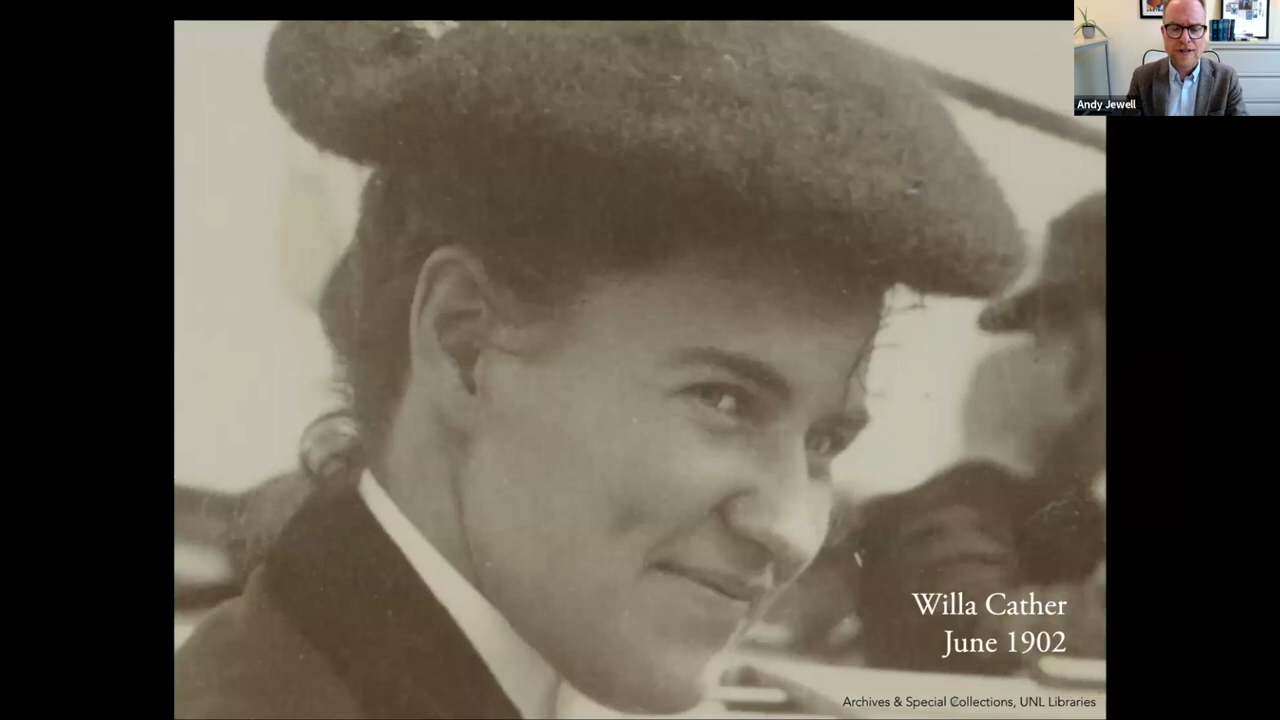 Andy Jewell
Willa Cather
June 1902
Archives & Special Collections, UNL Libraries